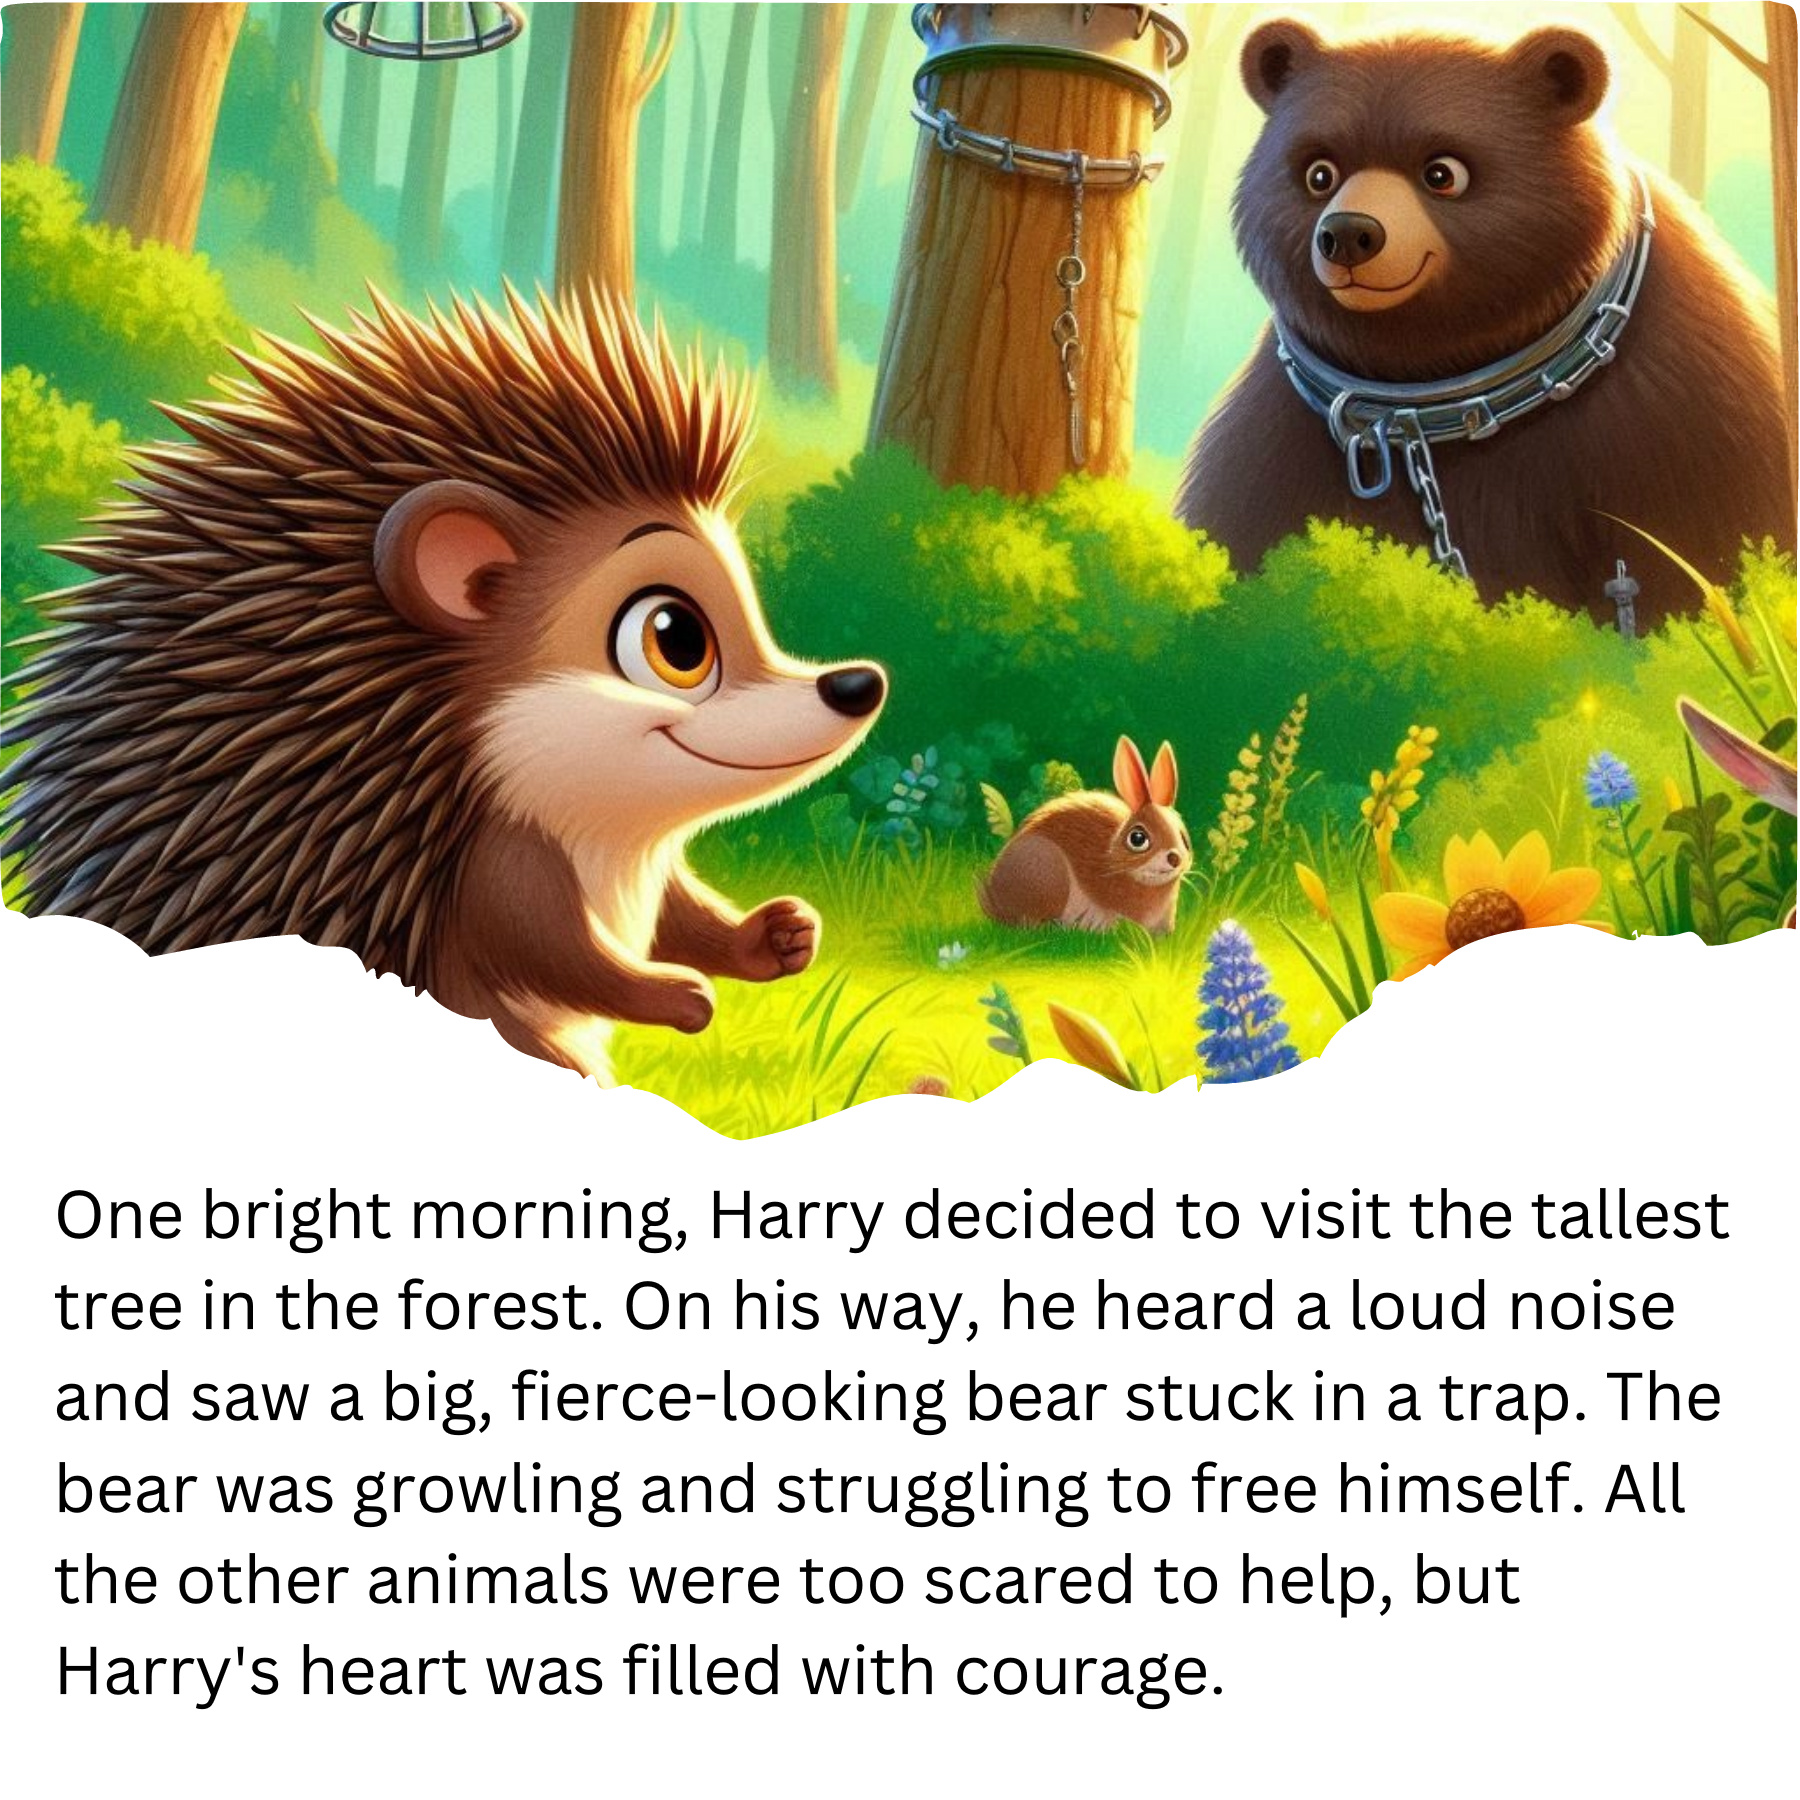 One bright morning, Harry decided to visit the tallest
tree in the forest. On his way, he heard a loud noise
and saw a big, fierce-looking bear stuck in a trap. The
bear was growling and struggling to free himself. All
the other animals were too scared to help, but
Harry's heart was filled with courage.